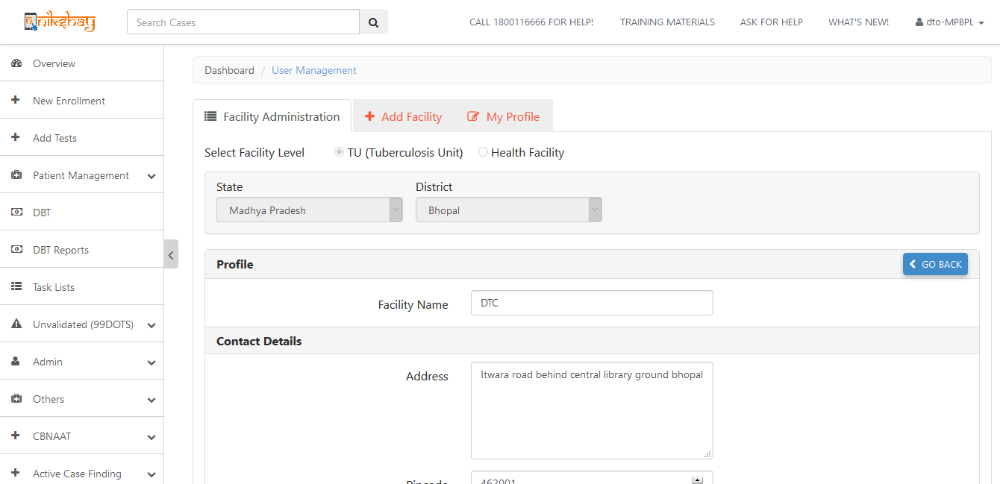 nikshay
Search Cases
CALL 1800116666 FOR HELP!
TRAINING MATERIALS
ASK FOR HELP
WHAT'S NEW!
dto-MPBPL
Overview
New Enrollment
Add Tests
Patient Management
DBT
DBT Reports
Task Lists
Unvalidated (99DOTS)
Admin
Others
CBNAAT
Active Case Finding
Dashboard / User Management
Facility Administration
Add Facility
My Profile
Select Facility Level TU (Tuberculosis Unit) Health Facility
State District
Madhya Pradesh Bhopal
Profile GO BACK
Facility Name DTC
Contact Details
Address Itwara road behind central library ground bhopal
Pincode 462001